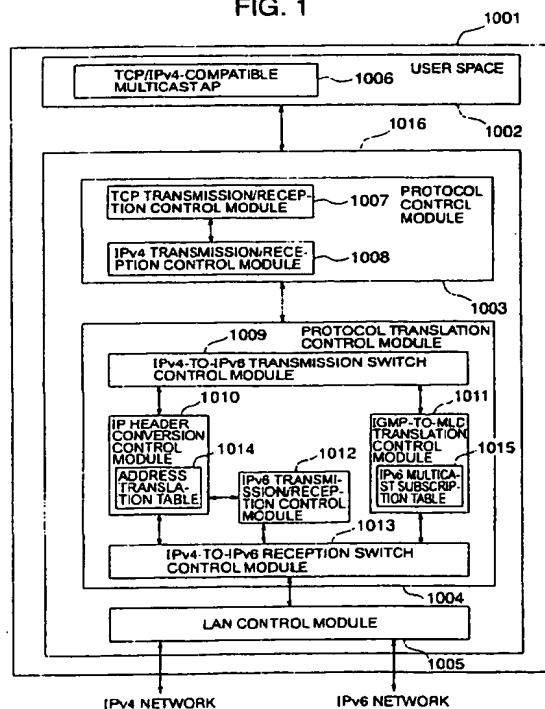 FIG. 1
1001
TCP/IPv4-COMPATIBLE
MULTICAST AP
1006
USER SPACE
1002
1016
TCP TRANSMISSION/RECEP-
TION CONTROL MODULE
1007
PROTOCOL
CONTROL
MODULE
IPv4 TRANSMISSION/RECE-
PTION CONTROL MODULE
1008
1003
1009
PROTOCOL TRANSLATION
CONTROL MODULE
IPv4-TO-IPv6 TRANSMISSION SWITCH
CONTROL MODULE
1010
1011
IP HEADER
CONVERSION
CONTROL
MODULE
1014
ADDRESS
TRANSLA-
TION TABLE
1012
IPv6 TRANSMI-
SSION/RECEP-
TION CONTROL
MODULE
IGMP-TO-MLD
TRANSLATION
CONTROL
MODULE
1015
IPv6 MULTICA-
ST SUBSCRIP-
TION TABLE
1013
IPv4-TO-IPv6 RECEPTION SWITCH
CONTROL MODULE
1004
LAN CONTROL MODULE
1005
IPv4 NETWORK
IPv6 NETWORK